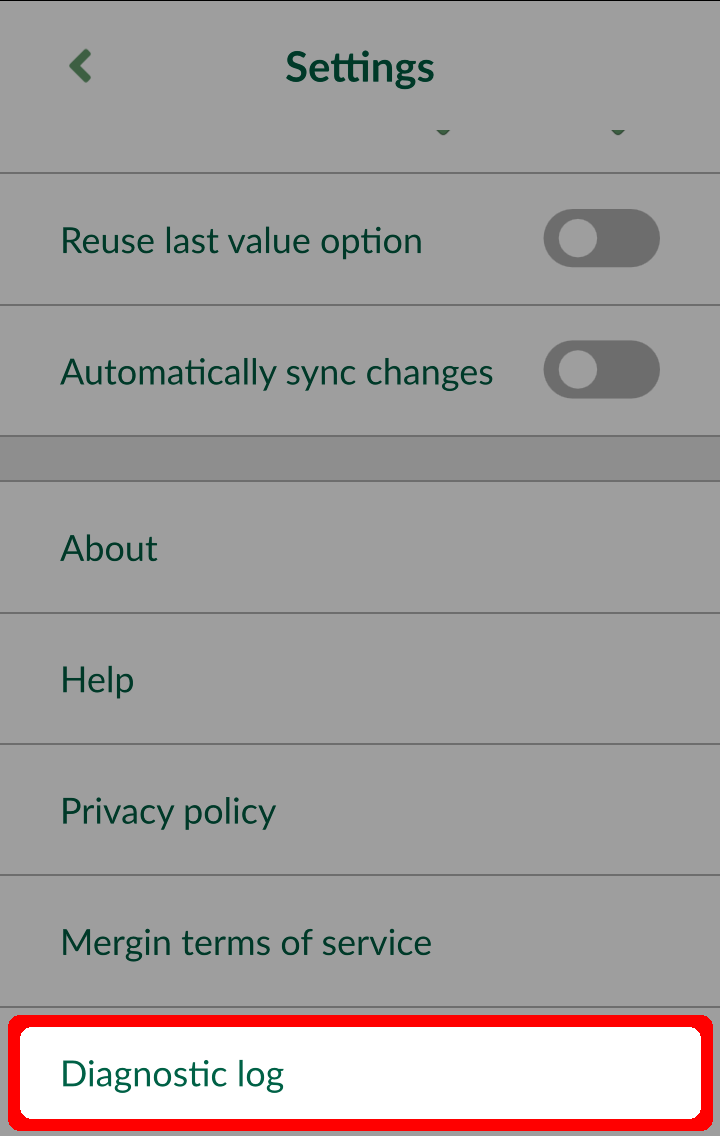 Settings
Reuse last value option
Automatically sync changes
About
Help
Privacy policy
Mergin terms of service
Diagnostic log